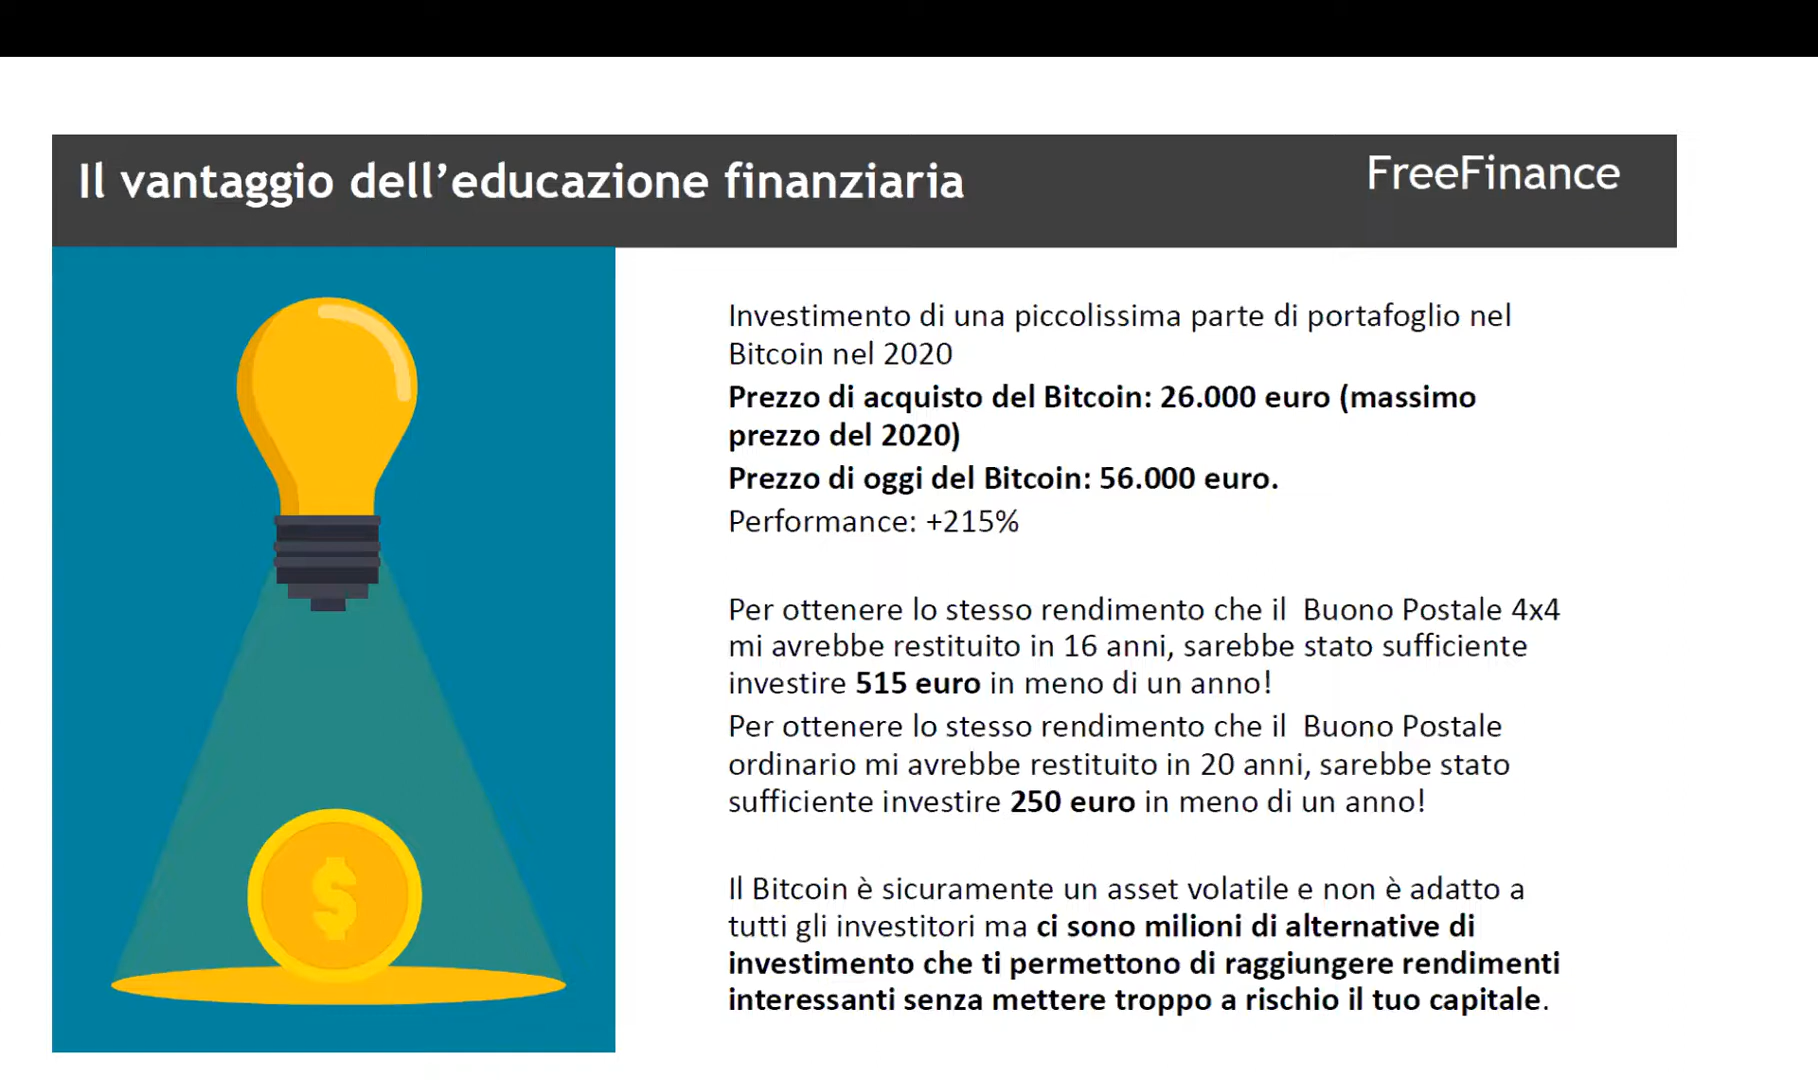 Il vantaggio dell’educazione finanziaria
FreeFinance
Investimento di una piccolissima parte di portafoglio nel
Bitcoin nel 2020
Prezzo di acquisto del Bitcoin: 26.000 euro (massimo
prezzo del 2020)
Prezzo di oggi del Bitcoin: 56.000 euro.
Performance: +215%
Per ottenere lo stesso rendimento che il Buono Postale 4x4
mi avrebbe restituito in 16 anni, sarebbe stato sufficiente
investire 515 euro in meno di un anno!
Per ottenere lo stesso rendimento che il Buono Postale
ordinario mi avrebbe restituito in 20 anni, sarebbe stato
sufficiente investire 250 euro in meno di un anno!
Il Bitcoin è sicuramente un asset volatile e non è adatto a
tutti gli investitori ma ci sono milioni di alternative di
investimento che ti permettono di raggiungere rendimenti
interessanti senza mettere troppo a rischio il tuo capitale.
$